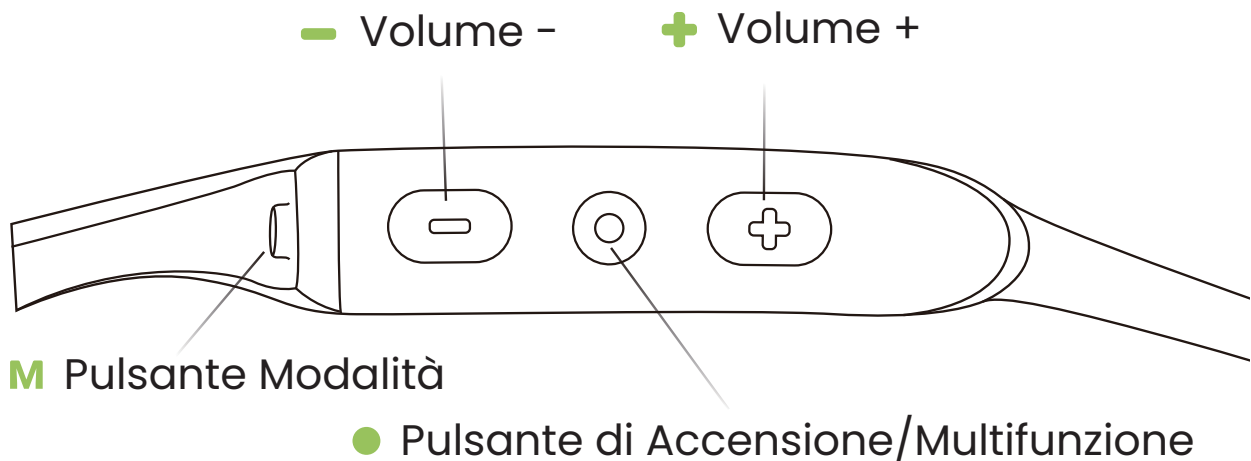 − Volume - + Volume +
M Pulsante Modalità
● Pulsante di Accensione/Multifunzione